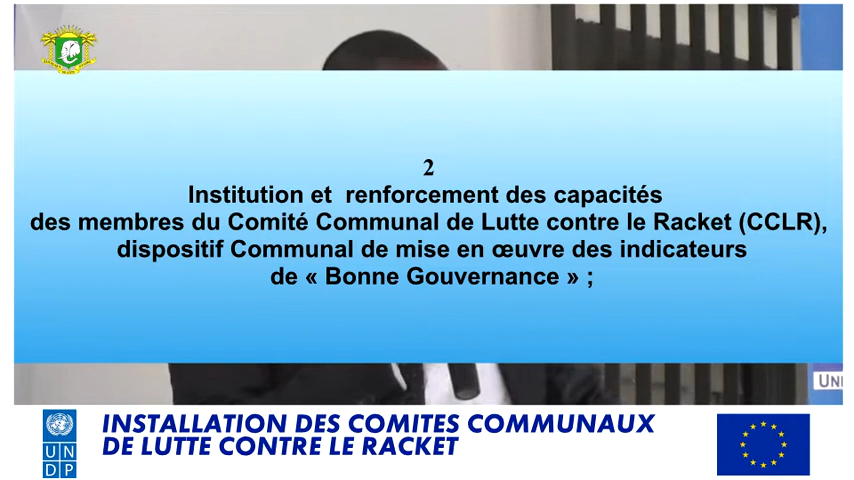 2
Institution et renforcement des capacités
des membres du Comité Communal de Lutte contre le Racket (CCLR),
dispositif Communal de mise en œuvre des indicateurs
de « Bonne Gouvernance » ;
UNI
INSTALLATION DES COMITES COMMUNAUX
DE LUTTE CONTRE LE RACKET
U N
D P